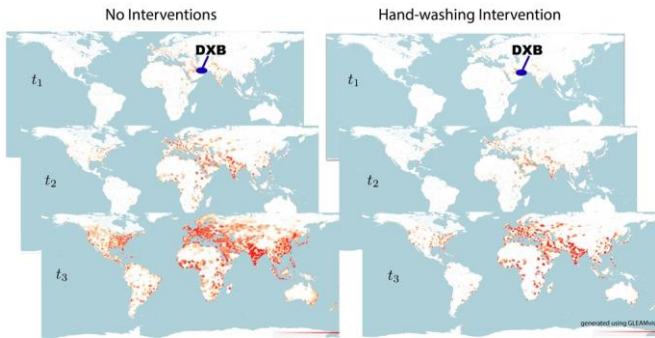 No Interventions
Hand-washing Intervention
DXB
DXB
t₁
t₁
t₂
t₂
t₃
t₃
generated using GLEAMviz